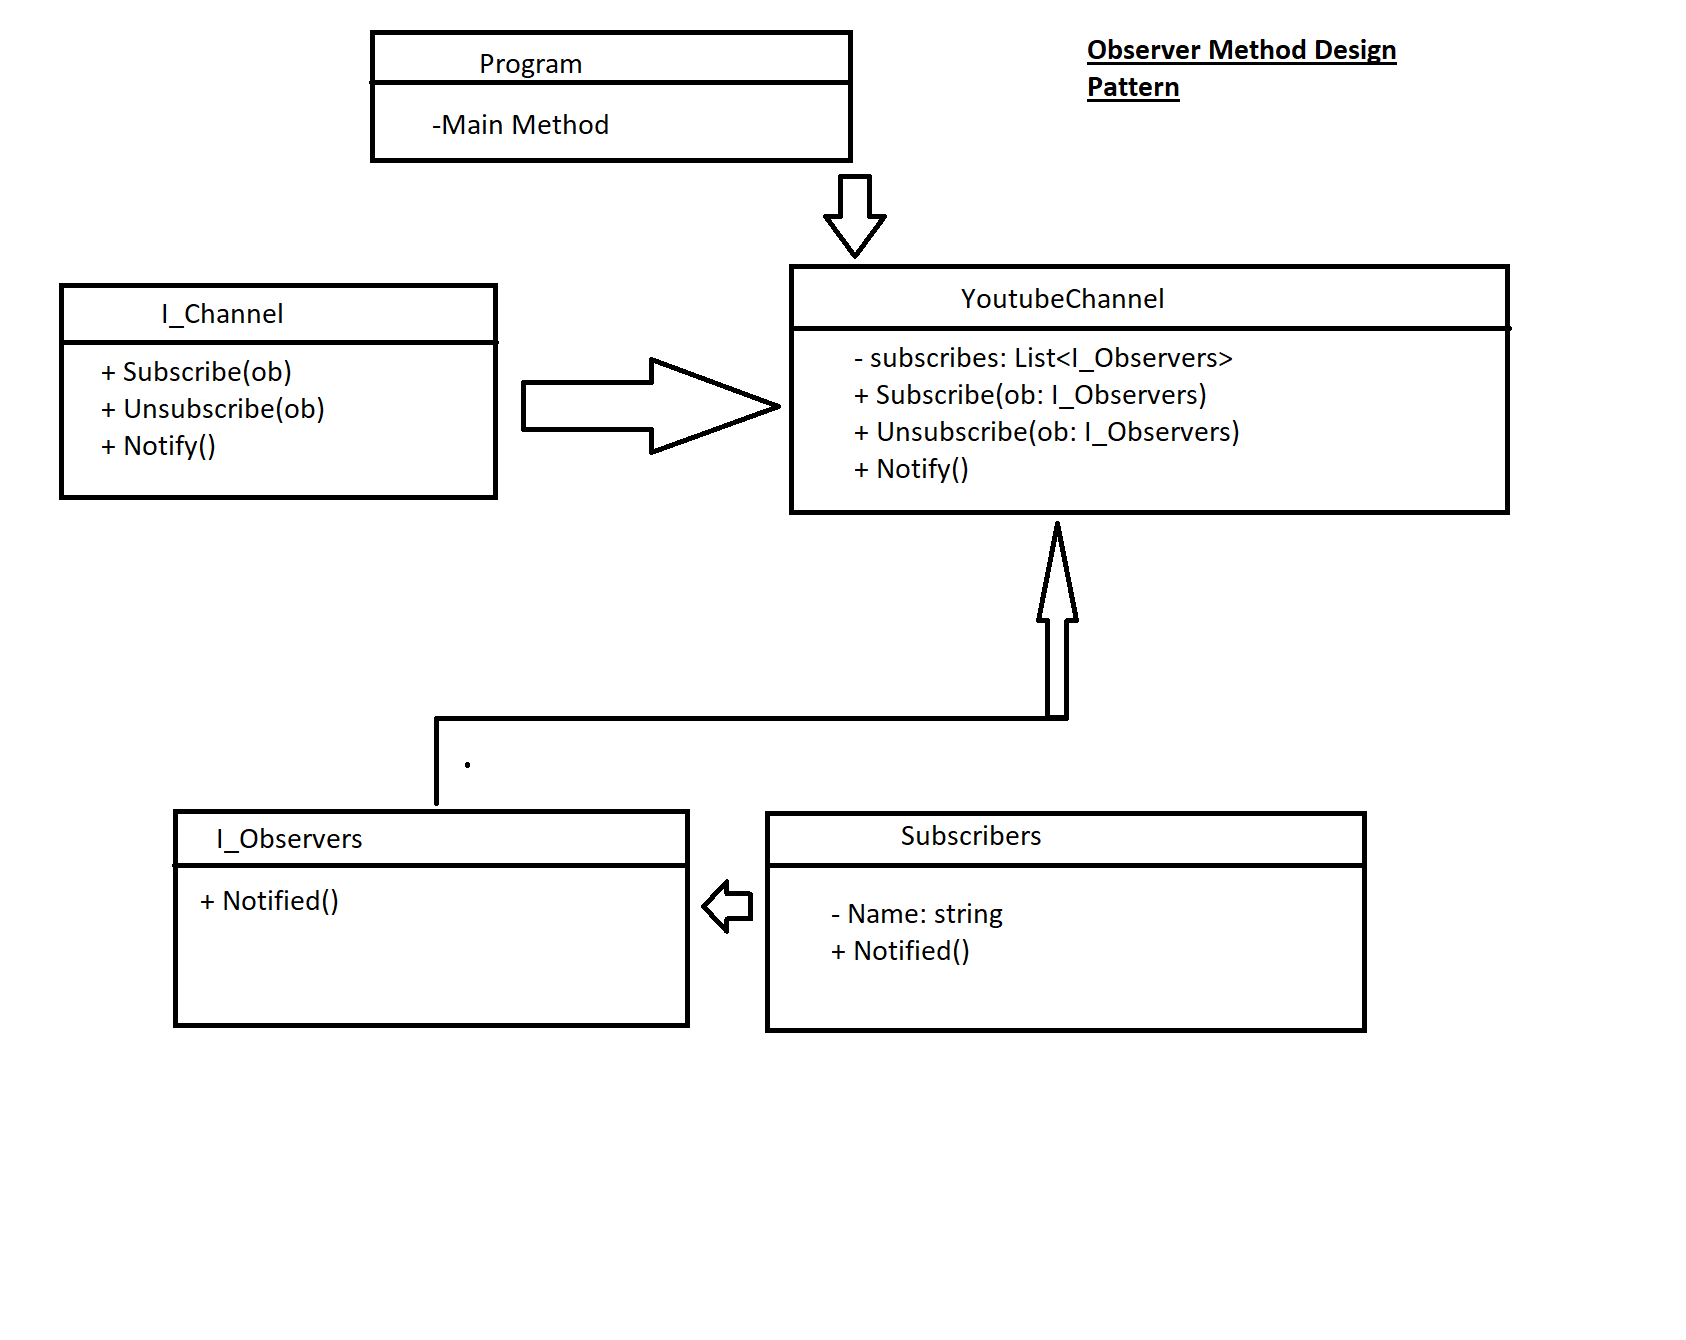 Program
-Main Method
Observer Method Design
Pattern
I_Channel
+ Subscribe(ob)
+ Unsubscribe(ob)
+ Notify()
YoutubeChannel
- subscribes: List<I_Observers>
+ Subscribe(ob: I_Observers)
+ Unsubscribe(ob: I_Observers)
+ Notify()
I_Observers
+ Notified()
Subscribers
- Name: string
+ Notified()